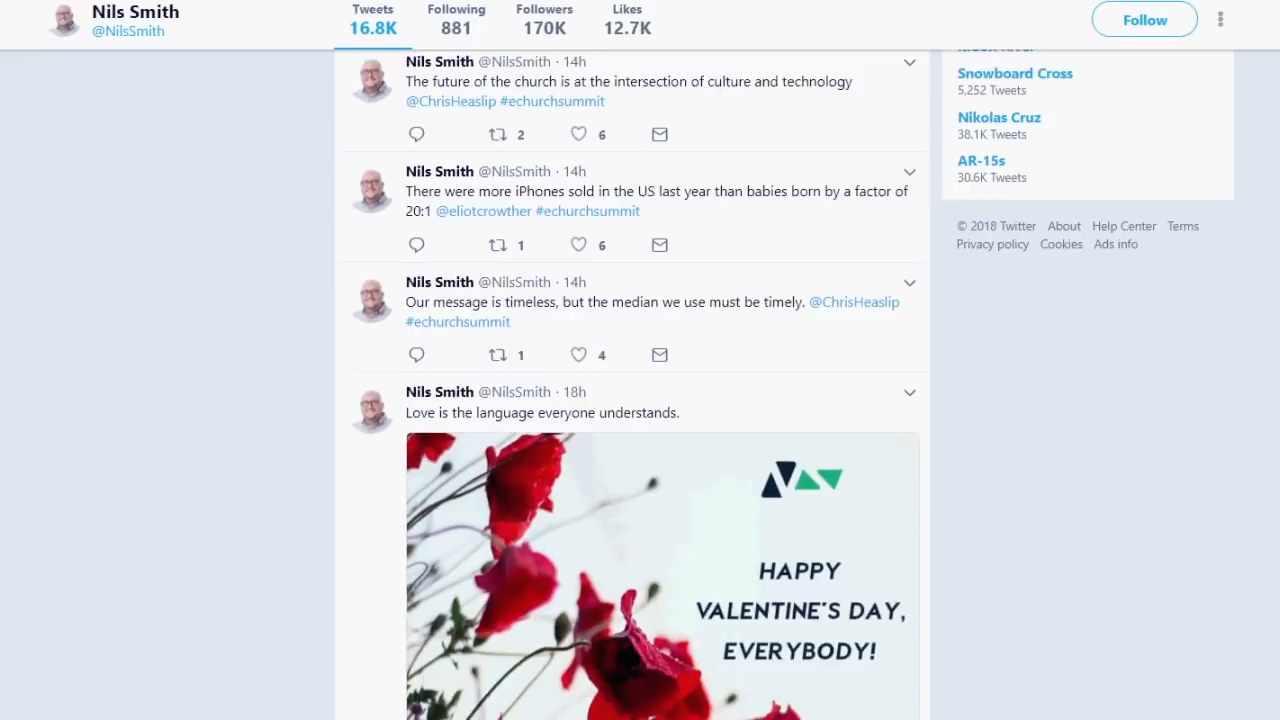 Nils Smith
@NilsSmith
Tweets
16.8K
Following
881
Followers
170K
Likes
12.7K
Follow
Nils Smith @NilsSmith · 14h
The future of the church is at the intersection of culture and technology
@ChrisHeaslip #echurchsummit
2
6
Nils Smith @NilsSmith · 14h
There were more iPhones sold in the US last year than babies born by a factor of
20:1 @eliotcrowther #echurchsummit
1
6
Nils Smith @NilsSmith · 14h
Our message is timeless, but the median we use must be timely. @ChrisHeaslip
#echurchsummit
1
4
Nils Smith @NilsSmith · 18h
Love is the language everyone understands.
HAPPY
VALENTINE'S DAY,
EVERYBODY!
Snowboard Cross
5,252 Tweets
Nikolas Cruz
38.1K Tweets
AR-15s
30.6K Tweets
© 2018 Twitter About Help Center Terms
Privacy policy Cookies Ads info